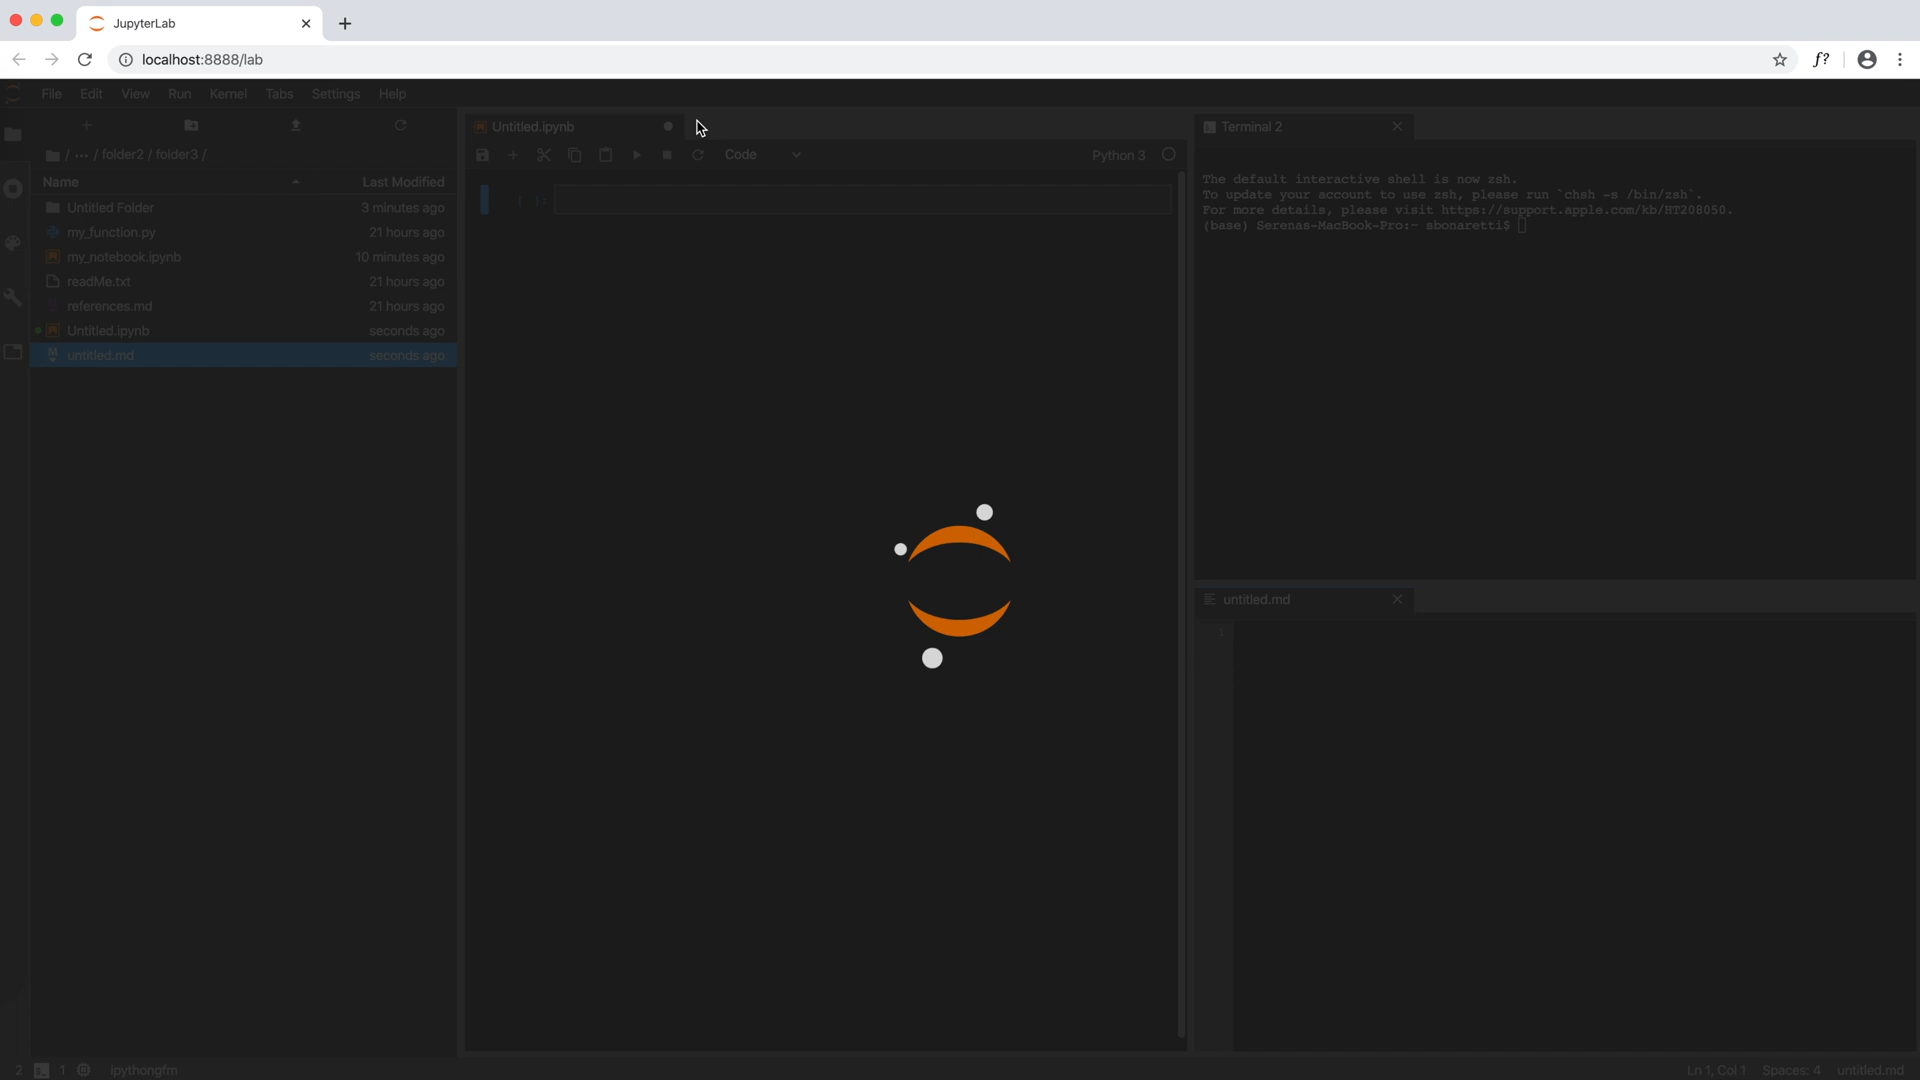 JupyterLab
localhost:8888/lab
f?
File Edit View Run Kernel Tabs Settings Help
/ ··· / folder2 / folder3 /
Name Last Modified
Untitled Folder 3 minutes ago
my_function.py 21 hours ago
my_notebook.ipynb 10 minutes ago
readMe.txt 21 hours ago
references.md 21 hours ago
Untitled.ipynb seconds ago
untitled.md seconds ago
Untitled.ipynb
Code Python 3
[ ]:
Terminal 2
The default interactive shell is now zsh.
To update your account to use zsh, please run `chsh -s /bin/zsh`.
For more details, please visit https://support.apple.com/kb/HT208050.
(base) Serenas-MacBook-Pro:~ sbonaretti$
untitled.md
1
2 1 ipythongfm Ln 1, Col 1 Spaces: 4 untitled.md